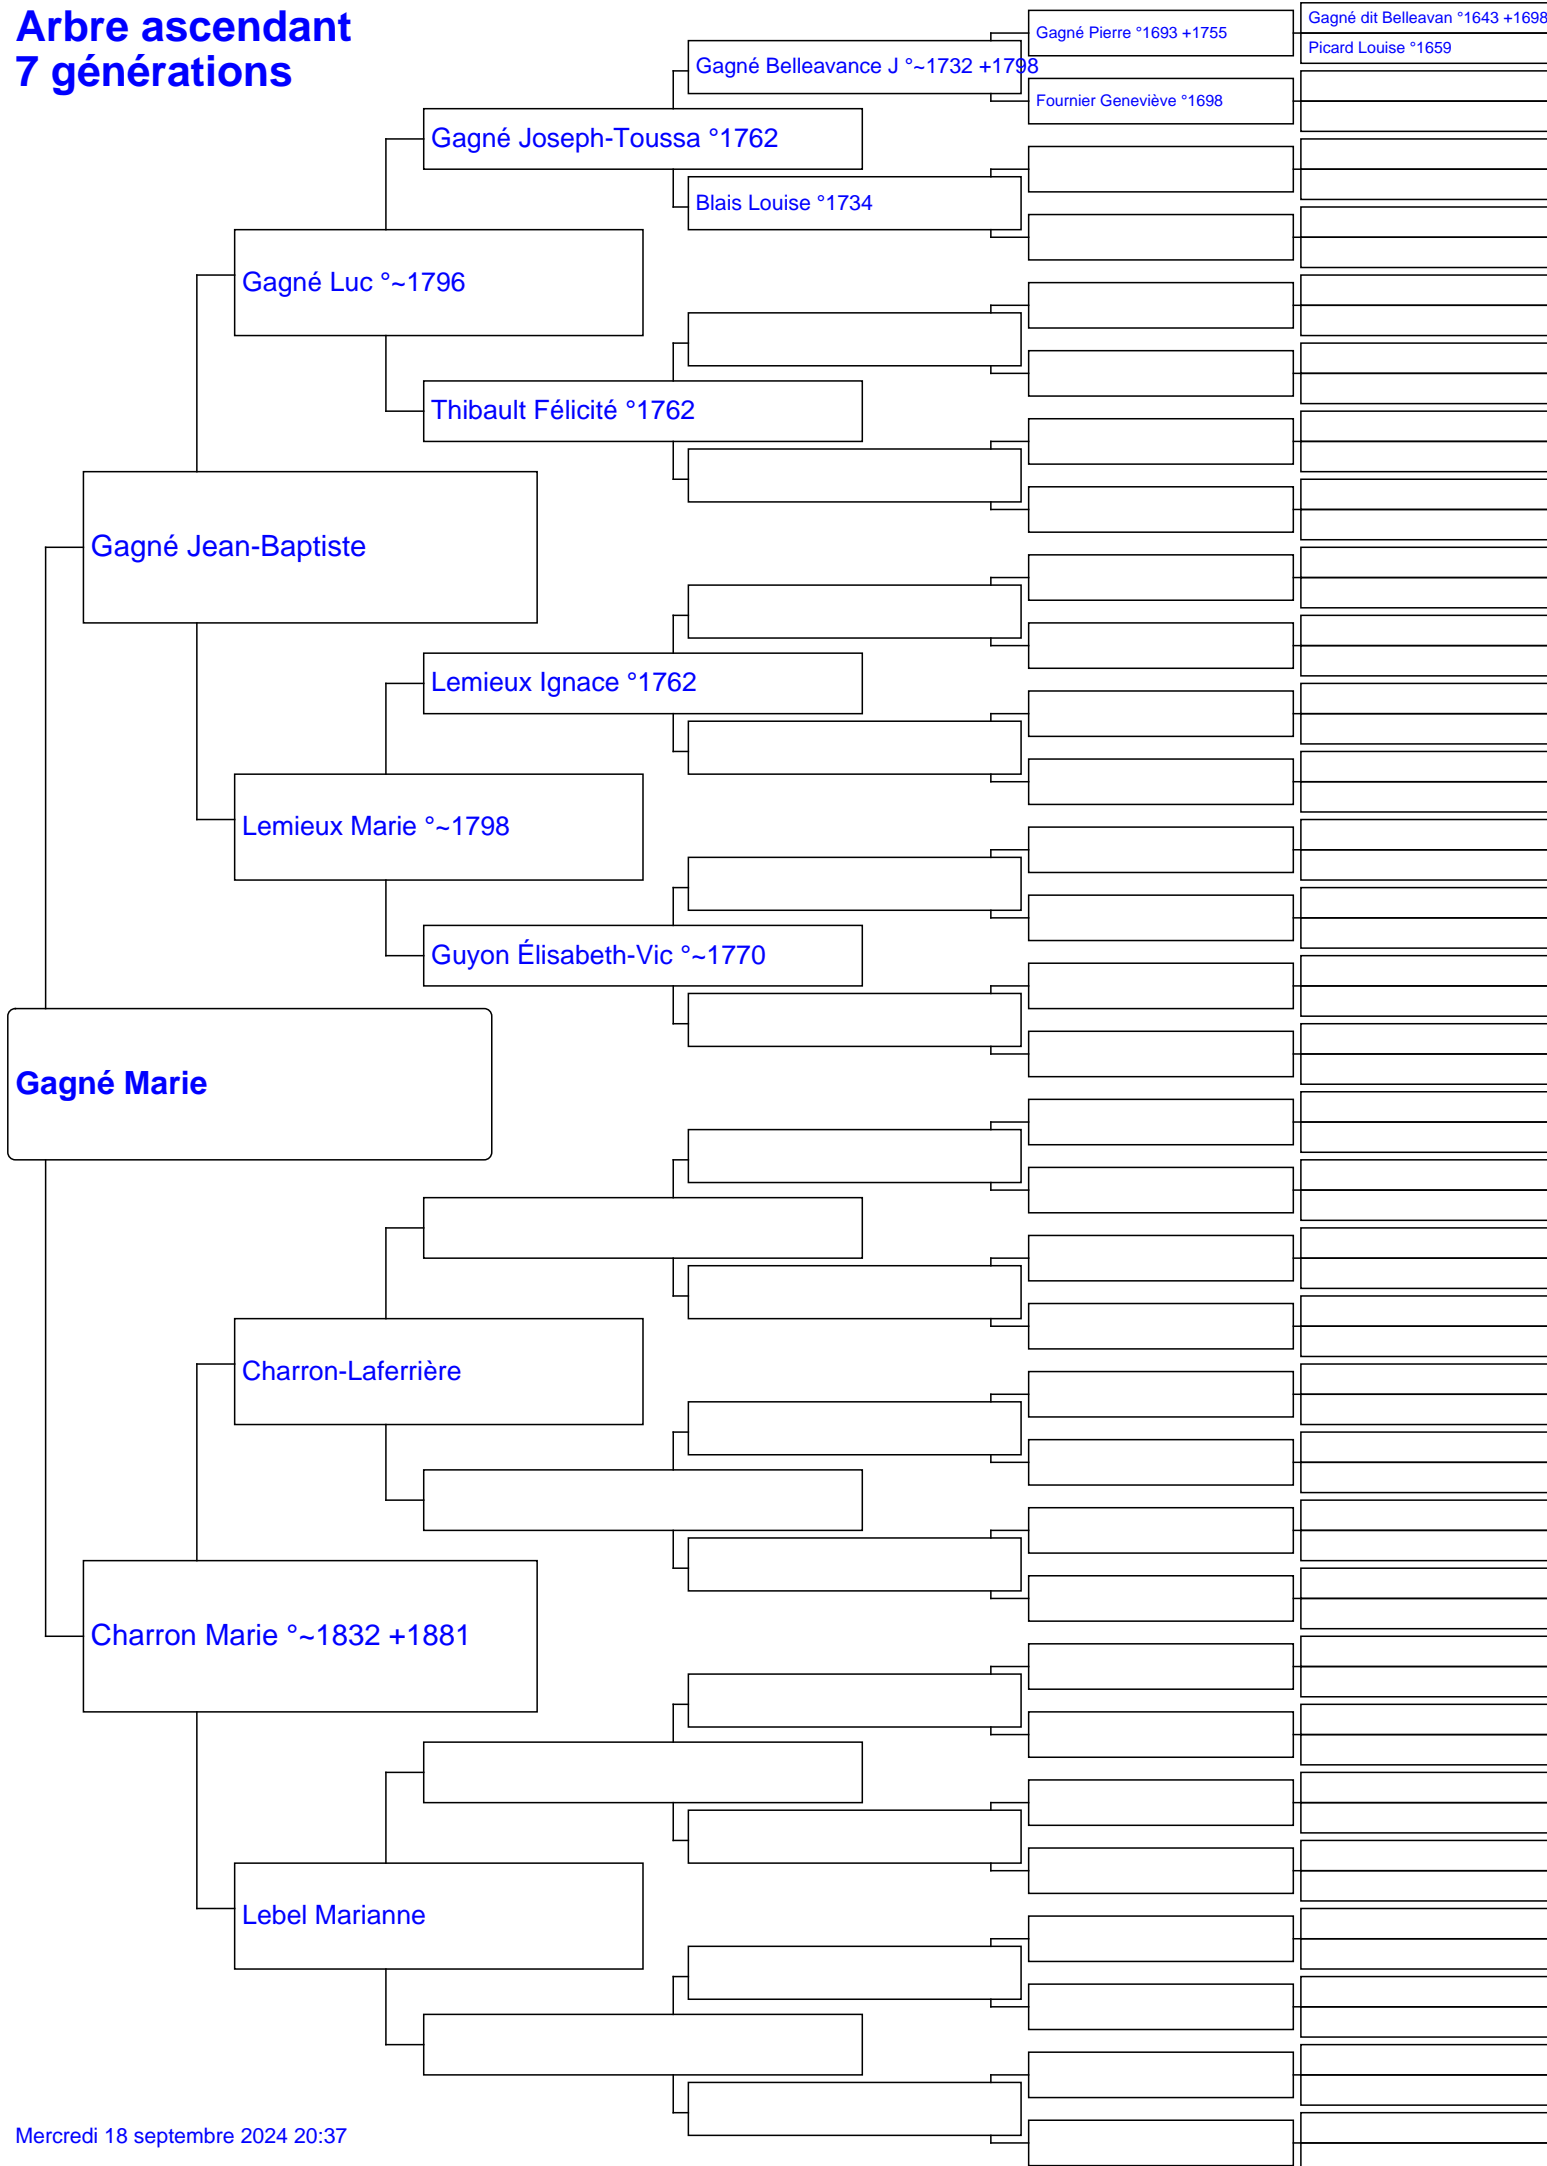 Arbre ascendant
7 générations
Gagné Pierre °1693 +1755
Gagné dit Belleavan °1643 +1698
Picard Louise °1659
Gagné Belleavance J °~1732 +1798
Fournier Geneviève °1698
Gagné Joseph-Toussa °1762
Blais Louise °1734
Gagné Luc °~1796
Thibault Félicité °1762
Gagné Jean-Baptiste
Lemieux Ignace °1762
Lemieux Marie °~1798
Guyon Élisabeth-Vic °~1770
Gagné Marie
Charron-Laferrière
Charron Marie °~1832 +1881
Lebel Marianne
Mercredi 18 septembre 2024 20:37